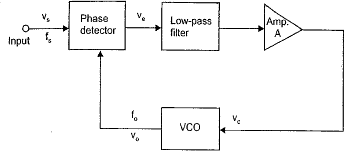 v_s
Phase
detector
v_e
Low-pass
filter
Amp.
A
Input
f_s
f_o
v_o
VCO
v_c